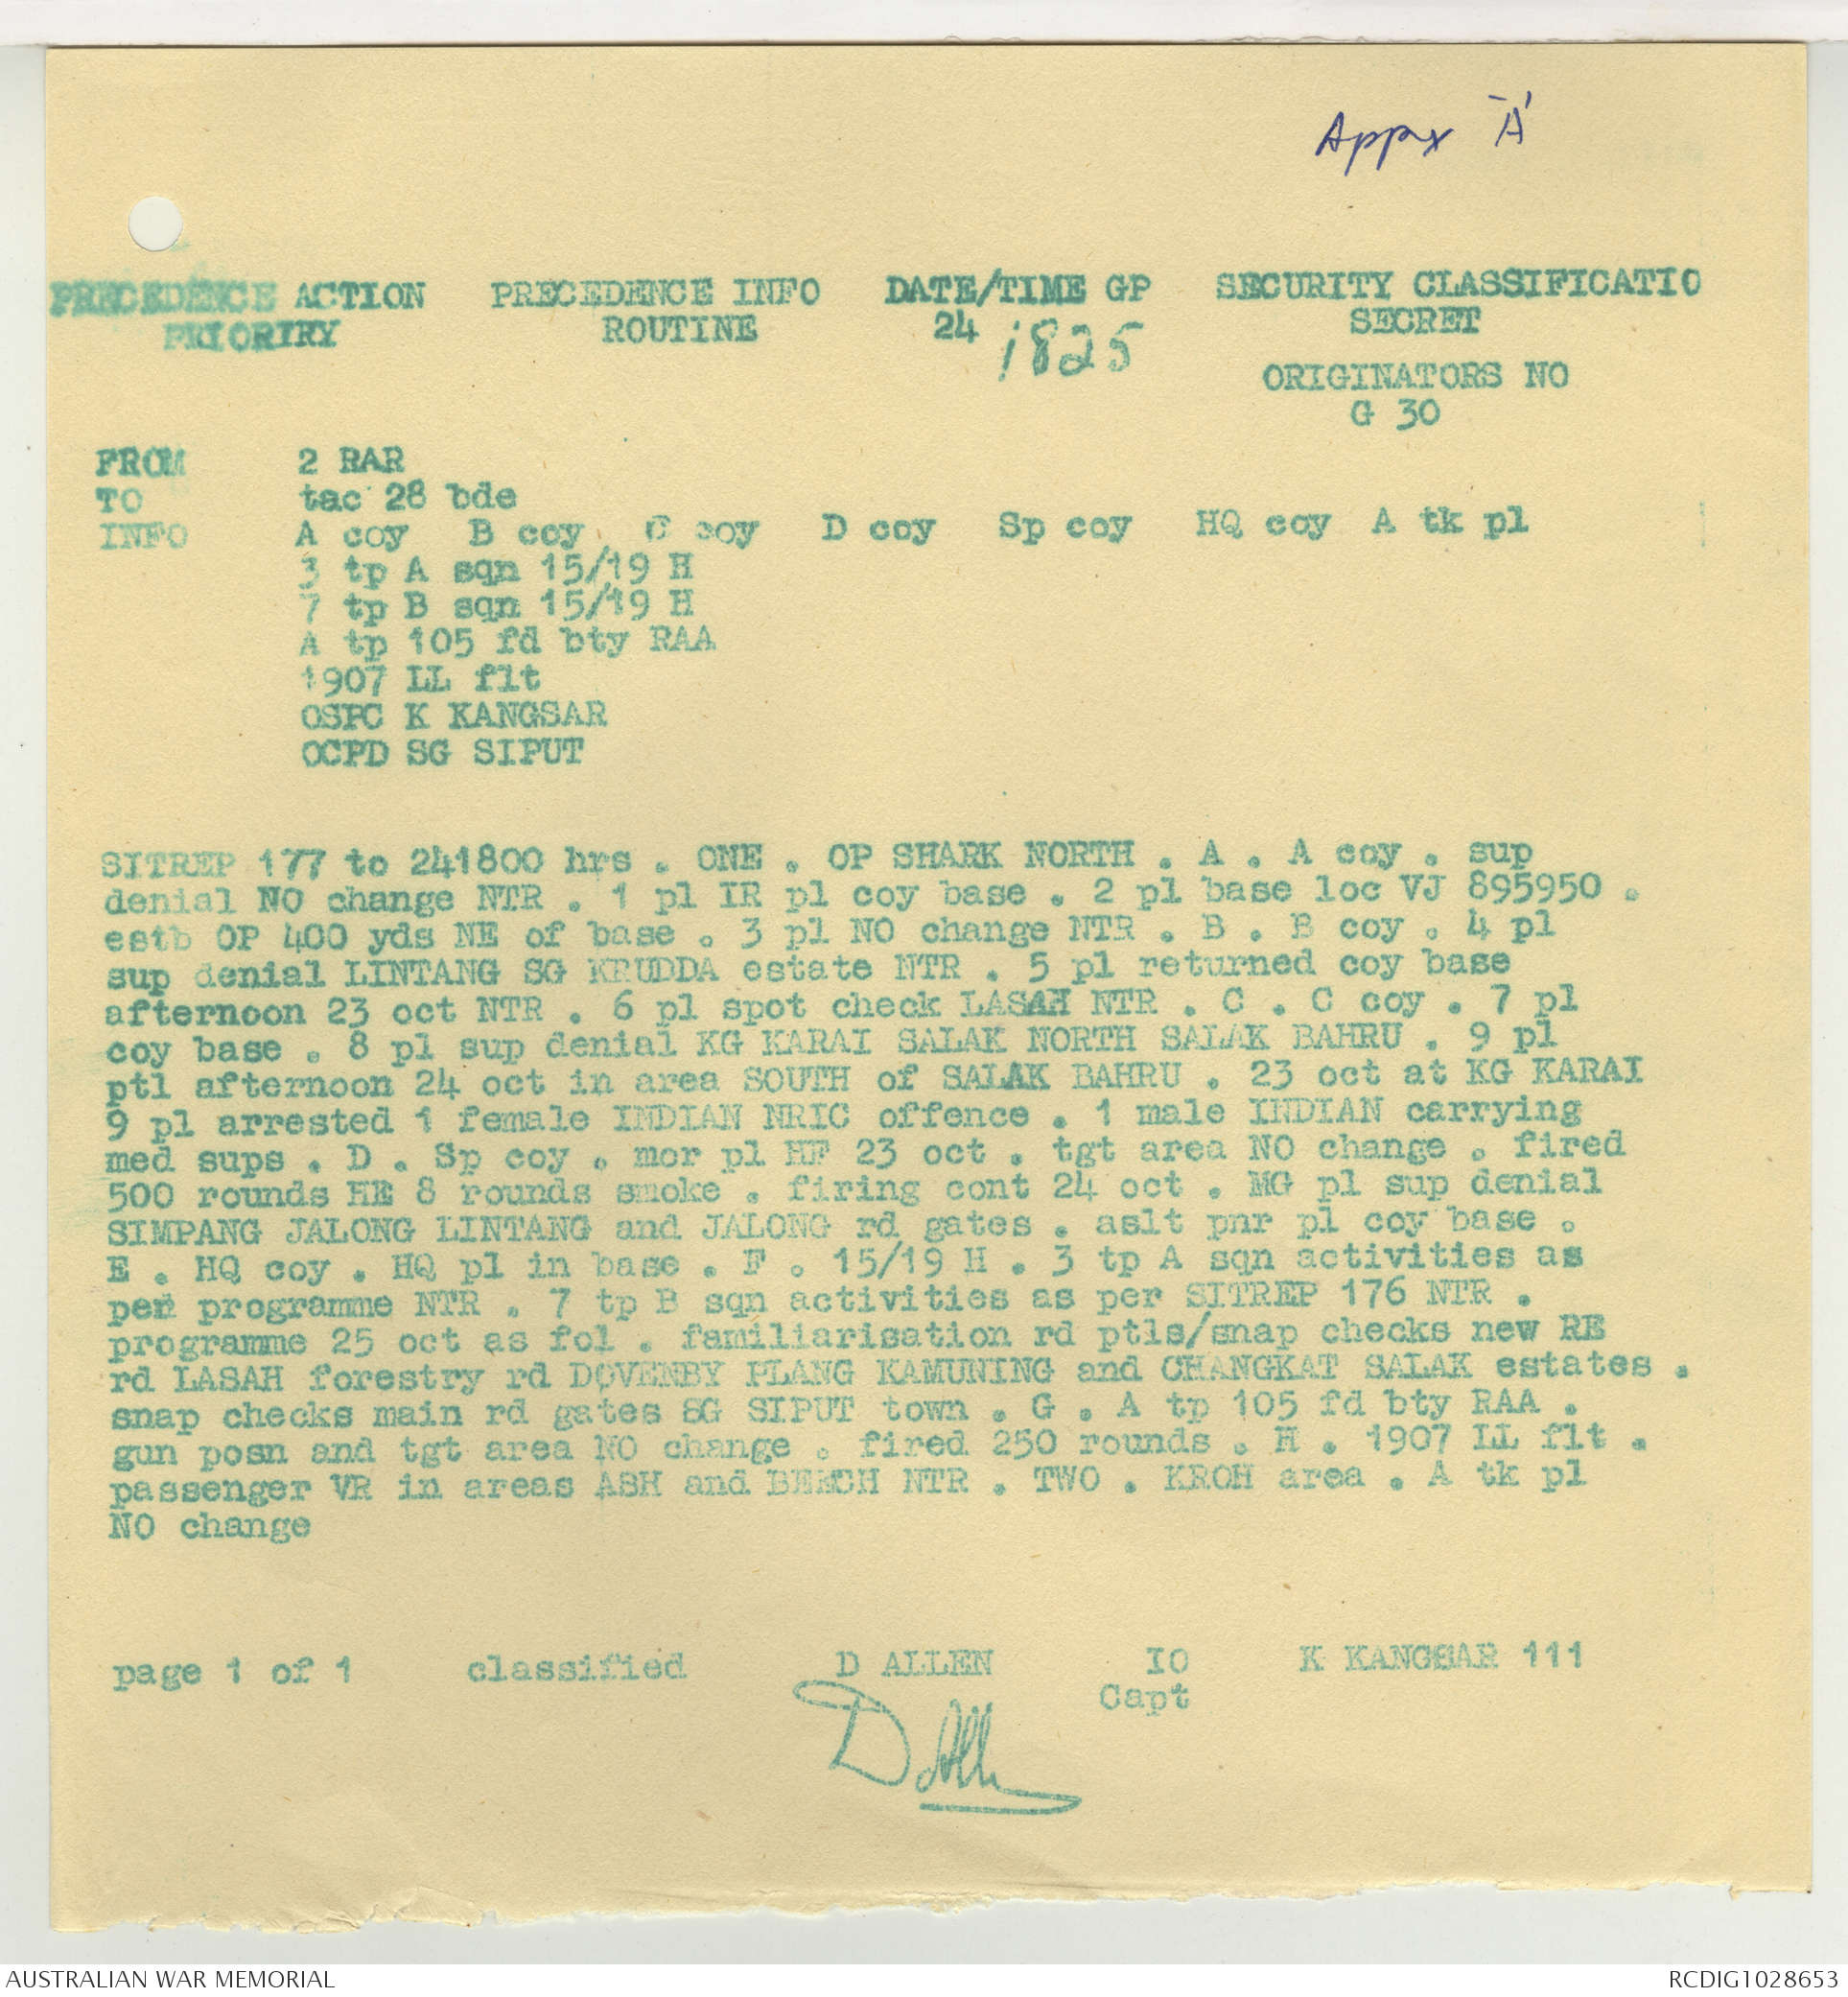 Appx 'A'
PRECEDENCE ACTION PRECEDENCE INFO DATE/TIME GP SECURITY CLASSIFICATIO
PRIORIRY ROUTINE 24 1825 SECRET
ORIGINATORS NO
G 30
FROM 2 RAR
TO tac 28 bde
INFO A coy B coy C coy D coy Sp coy HQ coy A tk pl
3 tp A sqn 15/19 H
7 tp B sqn 15/19 H
A tp 105 fd bty RAA
1907 LL flt
OSPC K KANGSAR
OCPD SG SIPUT
SITREP 177 to 241800 hrs . ONE . OP SHARK NORTH . A . A coy . sup
denial NO change NTR . 1 pl IR pl coy base . 2 pl base loc VJ 895950 .
estb OP 400 yds NE of base . 3 pl NO change NTR . B . B coy . 4 pl
sup denial LINTANG SG KRUDDA estate NTR . 5 pl returned coy base
afternoon 23 oct NTR . 6 pl spot check LASAH NTR . C . C coy . 7 pl
coy base . 8 pl sup denial KG KARAI SALAK NORTH SALAK BAHRU . 9 pl
ptl afternoon 24 oct in area SOUTH of SALAK BAHRU . 23 oct at KG KARAI
9 pl arrested 1 female INDIAN NRIC offence . 1 male INDIAN carrying
med sups . D . Sp coy . mor pl HF 23 oct . tgt area NO change . fired
500 rounds HE 8 rounds smoke . firing cont 24 oct . MG pl sup denial
SIMPANG JALONG LINTANG and JALONG rd gates . aslt pnr pl coy base .
E . HQ coy . HQ pl in base . F . 15/19 H . 3 tp A sqn activities as
per programme NTR . 7 tp B sqn activities as per SITREP 176 NTR .
programme 25 oct as fol . familiarisation rd ptls/snap checks new RE
rd LASAH forestry rd DOVENBY PLANG KAMUNING and CHANGKAT SALAK estates .
snap checks main rd gates SG SIPUT town . G . A tp 105 fd bty RAA .
gun posn and tgt area NO change . fired 250 rounds . H . 1907 LL flt .
passenger VR in areas ASH and BEECH NTR . TWO . KROH area . A tk pl
NO change
page 1 of 1 classified D ALLEN IO K KANGSAR 111
Capt
D Alln
AUSTRALIAN WAR MEMORIAL RCDIG1028653